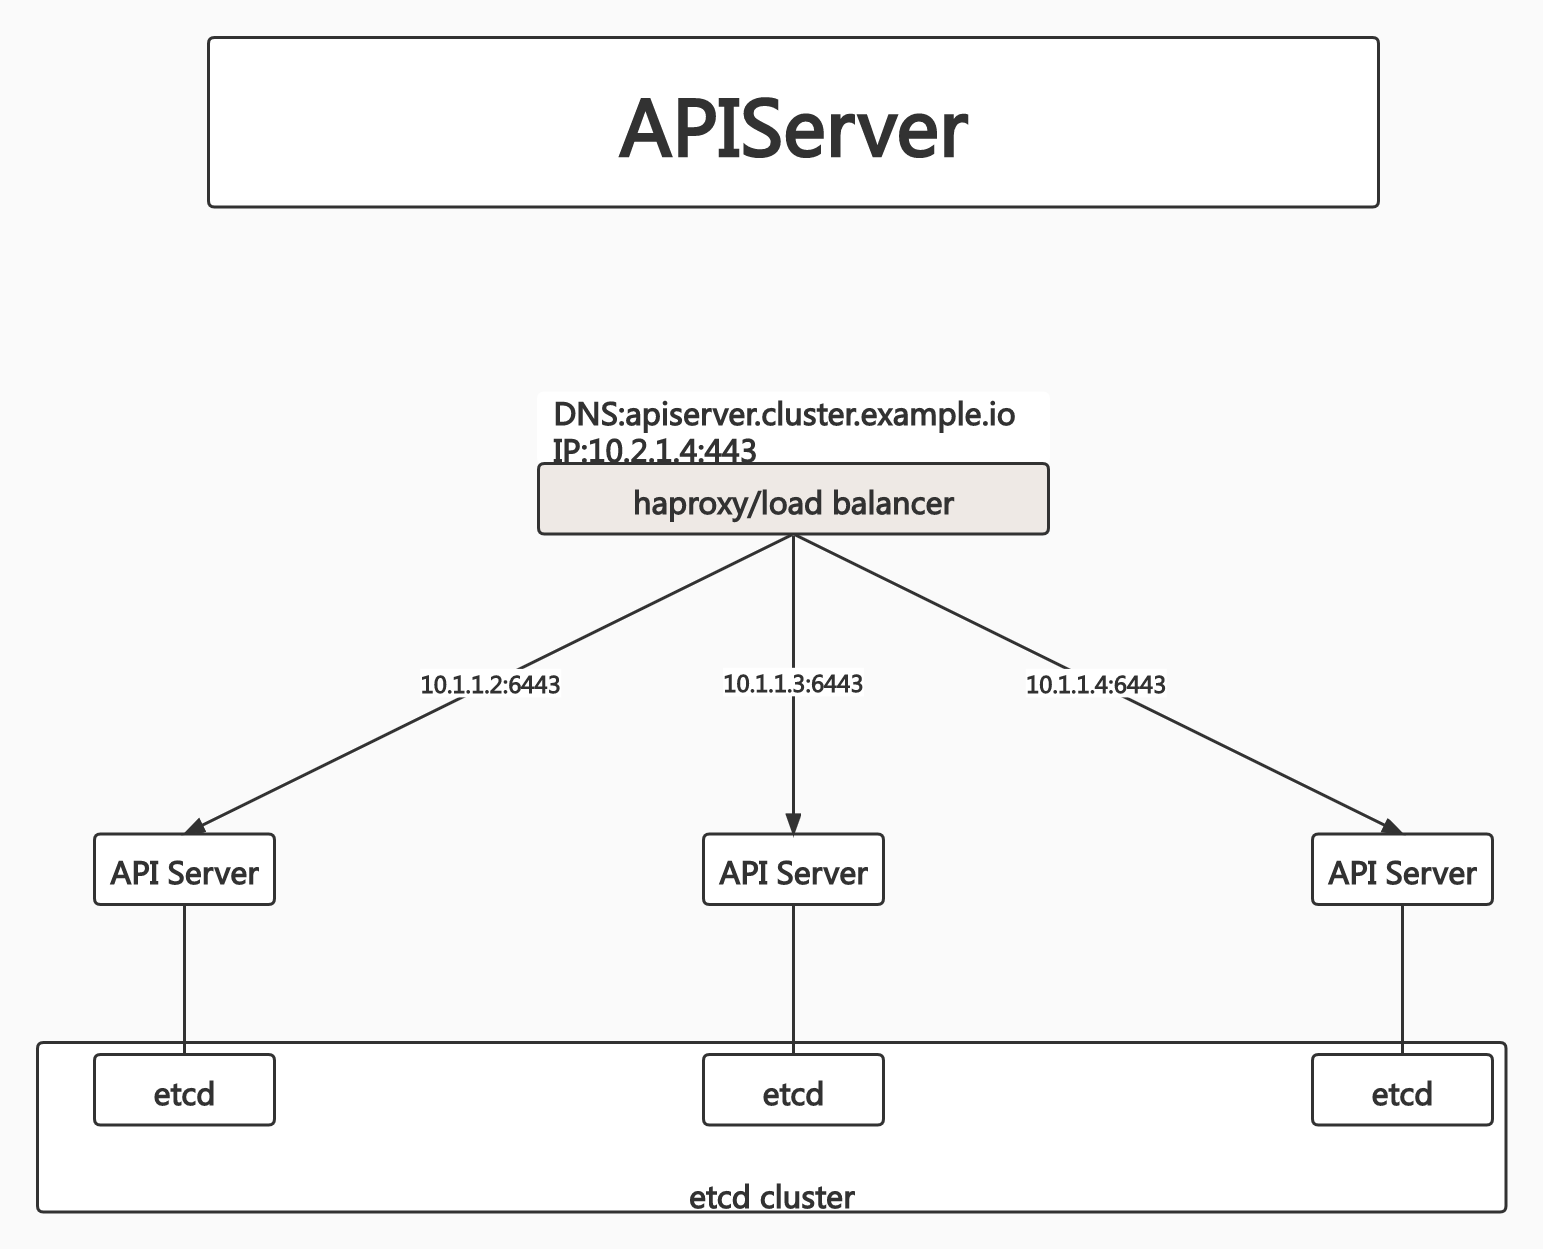 APIServer
DNS:apiserver.cluster.example.io
IP:10.2.1.4:443
haproxy/load balancer
10.1.1.2:6443
10.1.1.3:6443
10.1.1.4:6443
API Server
API Server
API Server
etcd
etcd
etcd
etcd cluster